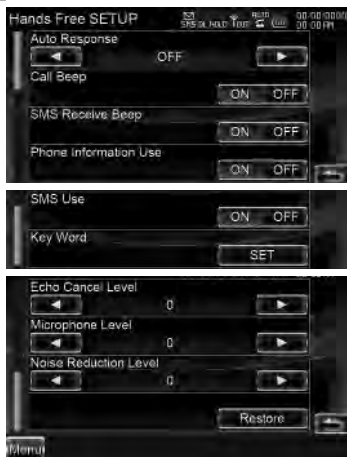 Hands Free SETUP
Auto Response
OFF
Call Beep
ON OFF
SMS Receive Beep
ON OFF
Phone Information Use
ON OFF
SMS Use
ON OFF
Key Word
SET
Echo Cancel Level
0
Microphone Level
0
Noise Reduction Level
0
Restore
Menu